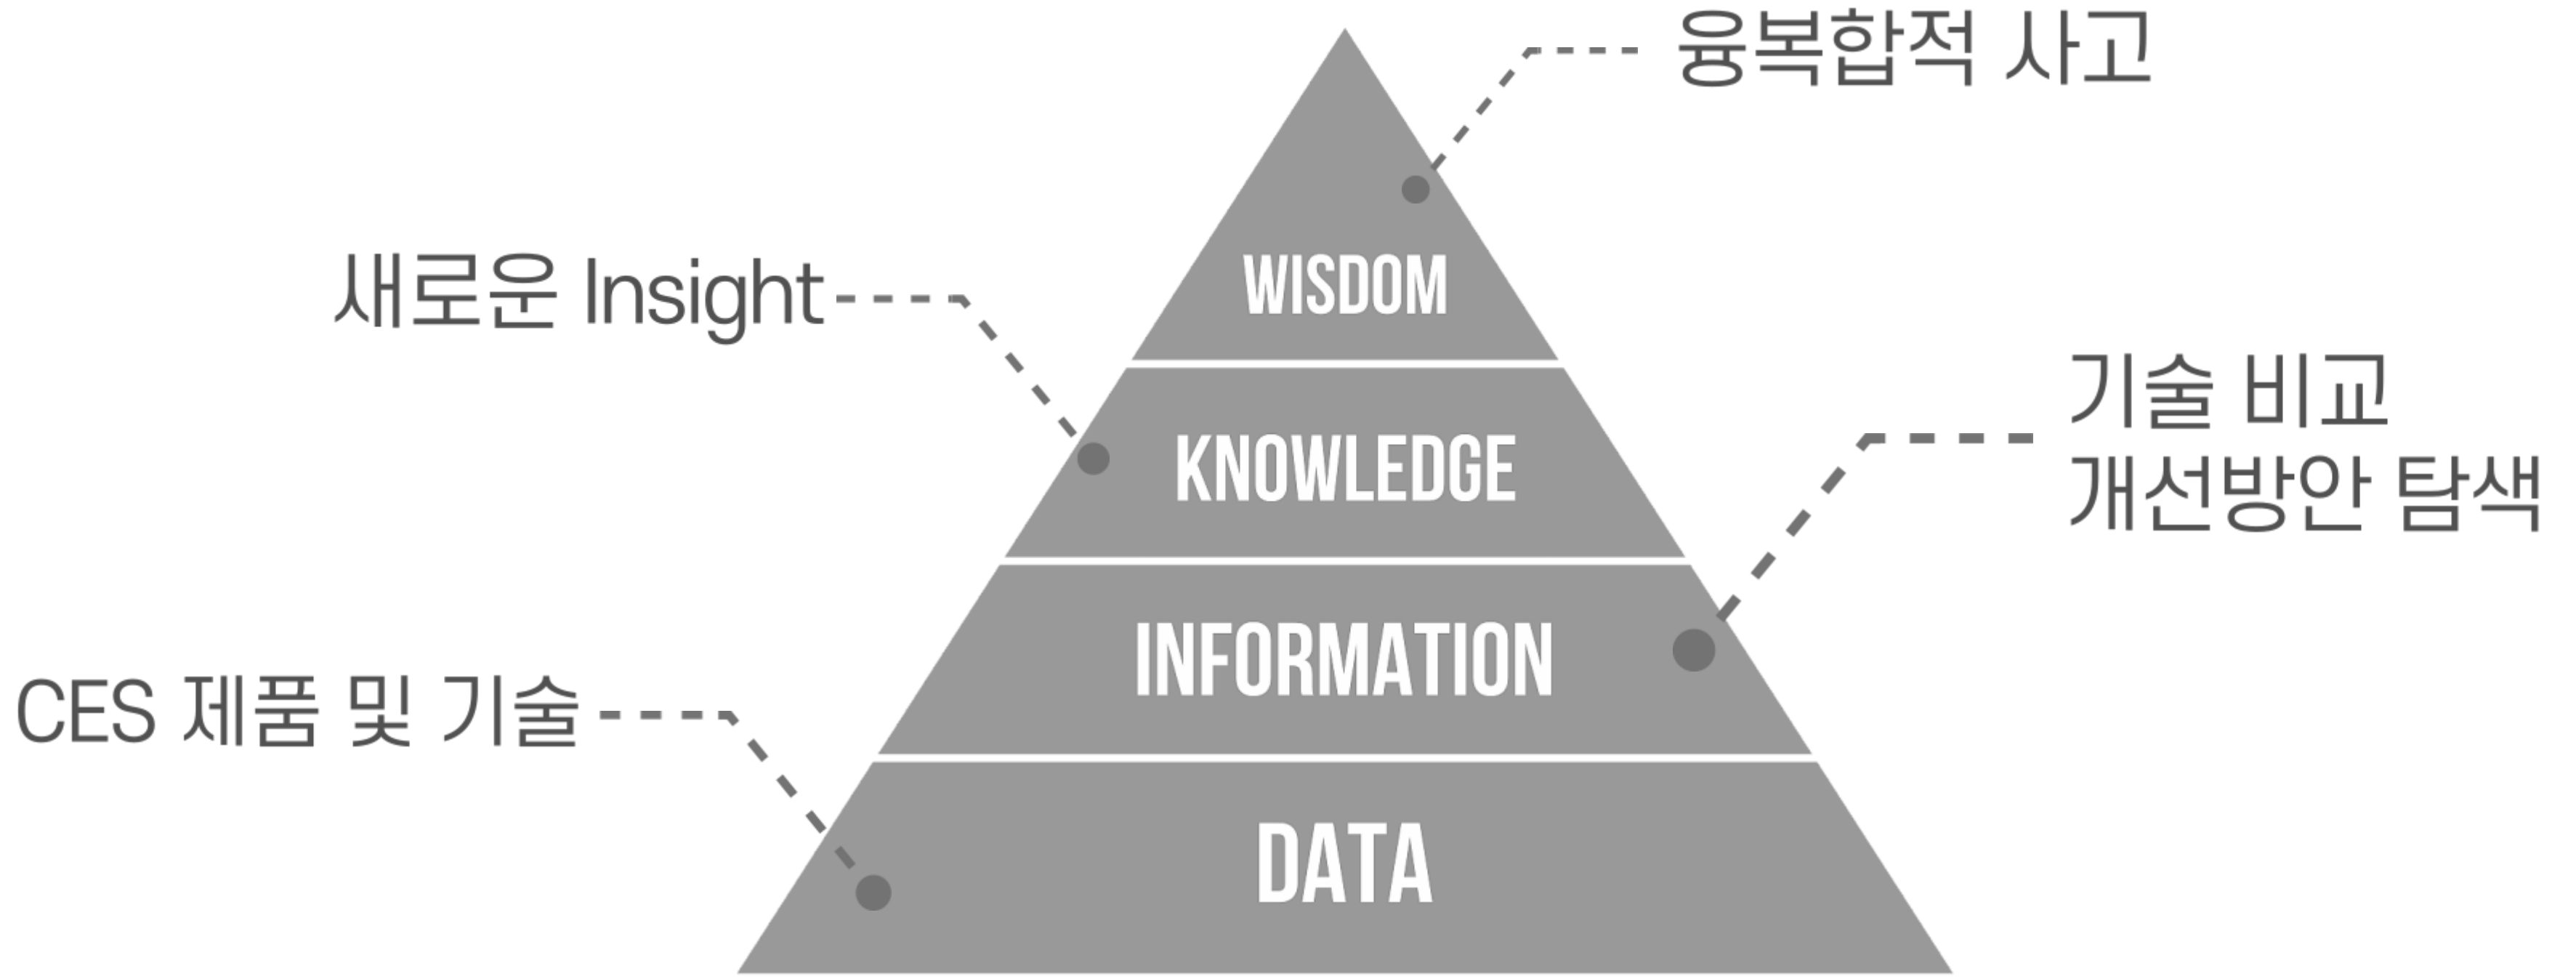 융복합적 사고
WISDOM
새로운 Insight
KNOWLEDGE
기술 비교
개선방안 탐색
INFORMATION
CES 제품 및 기술
DATA